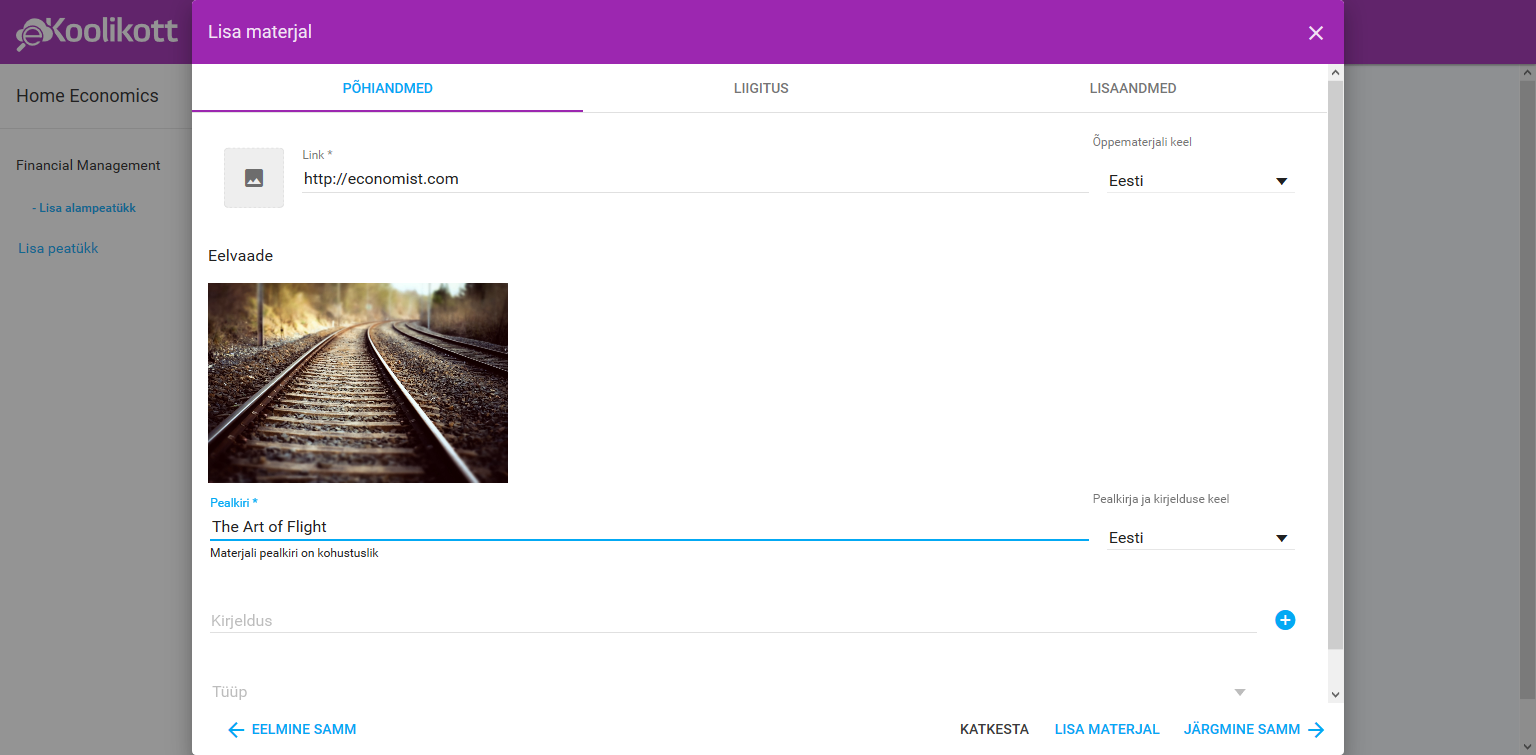 eKoolikott
Lisa materjal
Home Economics
Financial Management
- Lisa alampeatükk
Lisa peatükk
PÕHIANDMED
LIIGITUS
LISAANDMED
Link *
http://economist.com
Õppematerjali keel
Eesti
Eelvaade
Pealkiri *
The Art of Flight
Materjali pealkiri on kohustuslik
Pealkirja ja kirjelduse keel
Eesti
Kirjeldus
Tüüp
EELMINE SAMM
KATKESTA
LISA MATERJAL
JÄRGMINE SAMM